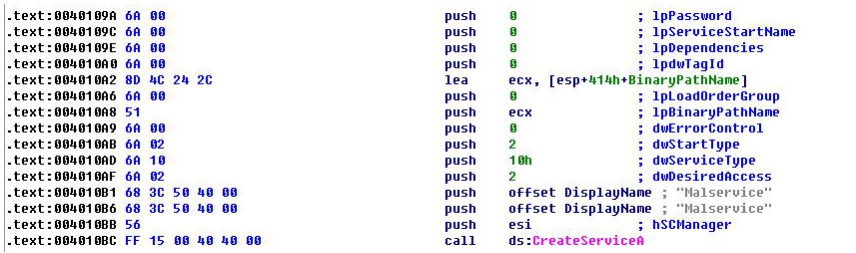 .text:0040109A 6A 00 push 0 ; lpPassword
.text:0040109C 6A 00 push 0 ; lpServiceStartName
.text:0040109E 6A 00 push 0 ; lpDependencies
.text:004010A0 6A 00 push 0 ; lpdwTagId
.text:004010A2 8D 4C 24 2C lea ecx, [esp+414h+BinaryPathName]
.text:004010A6 6A 00 push 0 ; lpLoadOrderGroup
.text:004010A8 51 push ecx ; lpBinaryPathName
.text:004010A9 6A 00 push 0 ; dwErrorControl
.text:004010AB 6A 02 push 2 ; dwStartType
.text:004010AD 6A 10 push 10h ; dwServiceType
.text:004010AF 6A 02 push 2 ; dwDesiredAccess
.text:004010B1 68 3C 50 40 00 push offset DisplayName ; "Malservice"
.text:004010B6 68 3C 50 40 00 push offset DisplayName ; "Malservice"
.text:004010BB 56 push esi ; hSCManager
.text:004010BC FF 15 00 40 40 00 call ds:CreateServiceA